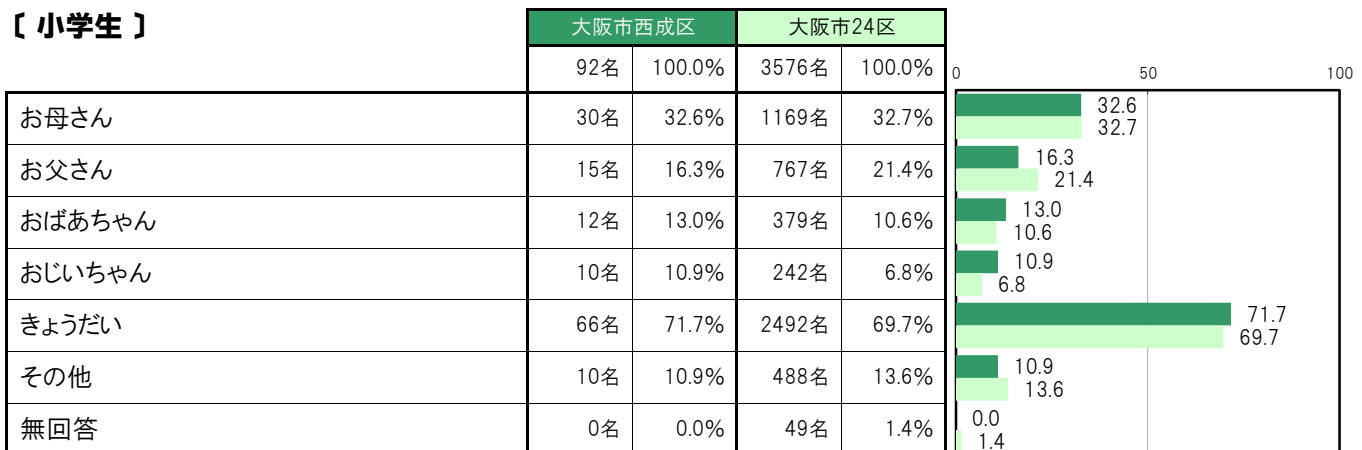 〔 小学生 〕
大阪市西成区 大阪市24区
92名 100.0% 3576名 100.0%
0 50 100
お母さん 30名 32.6% 1169名 32.7%
32.6
32.7
お父さん 15名 16.3% 767名 21.4%
16.3
21.4
おばあちゃん 12名 13.0% 379名 10.6%
13.0
10.6
おじいちゃん 10名 10.9% 242名 6.8%
10.9
6.8
きょうだい 66名 71.7% 2492名 69.7%
71.7
69.7
その他 10名 10.9% 488名 13.6%
10.9
13.6
無回答 0名 0.0% 49名 1.4%
0.0
1.4